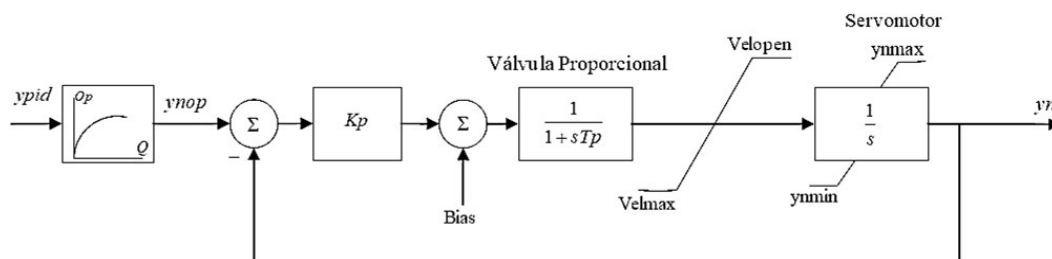 Servomotor
Velopen
ynmax
Válvula Proporcional
ypid
Op
Q
ynop
Σ
−
Kp
Σ
Bias
1
1 + sTp
Velmax
1
s
ynmin